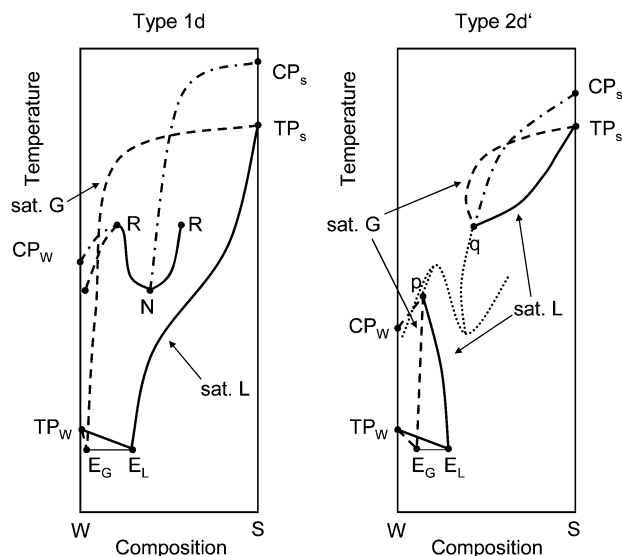 Type 1d
Temperature
CPs
TPs
sat. G
R
R
CPW
N
sat. L
TPW
EG
EL
W
S
Composition
Type 2d‘
Temperature
CPs
TPs
sat. G
q
p
sat. L
CPW
TPW
EG
EL
W
S
Composition